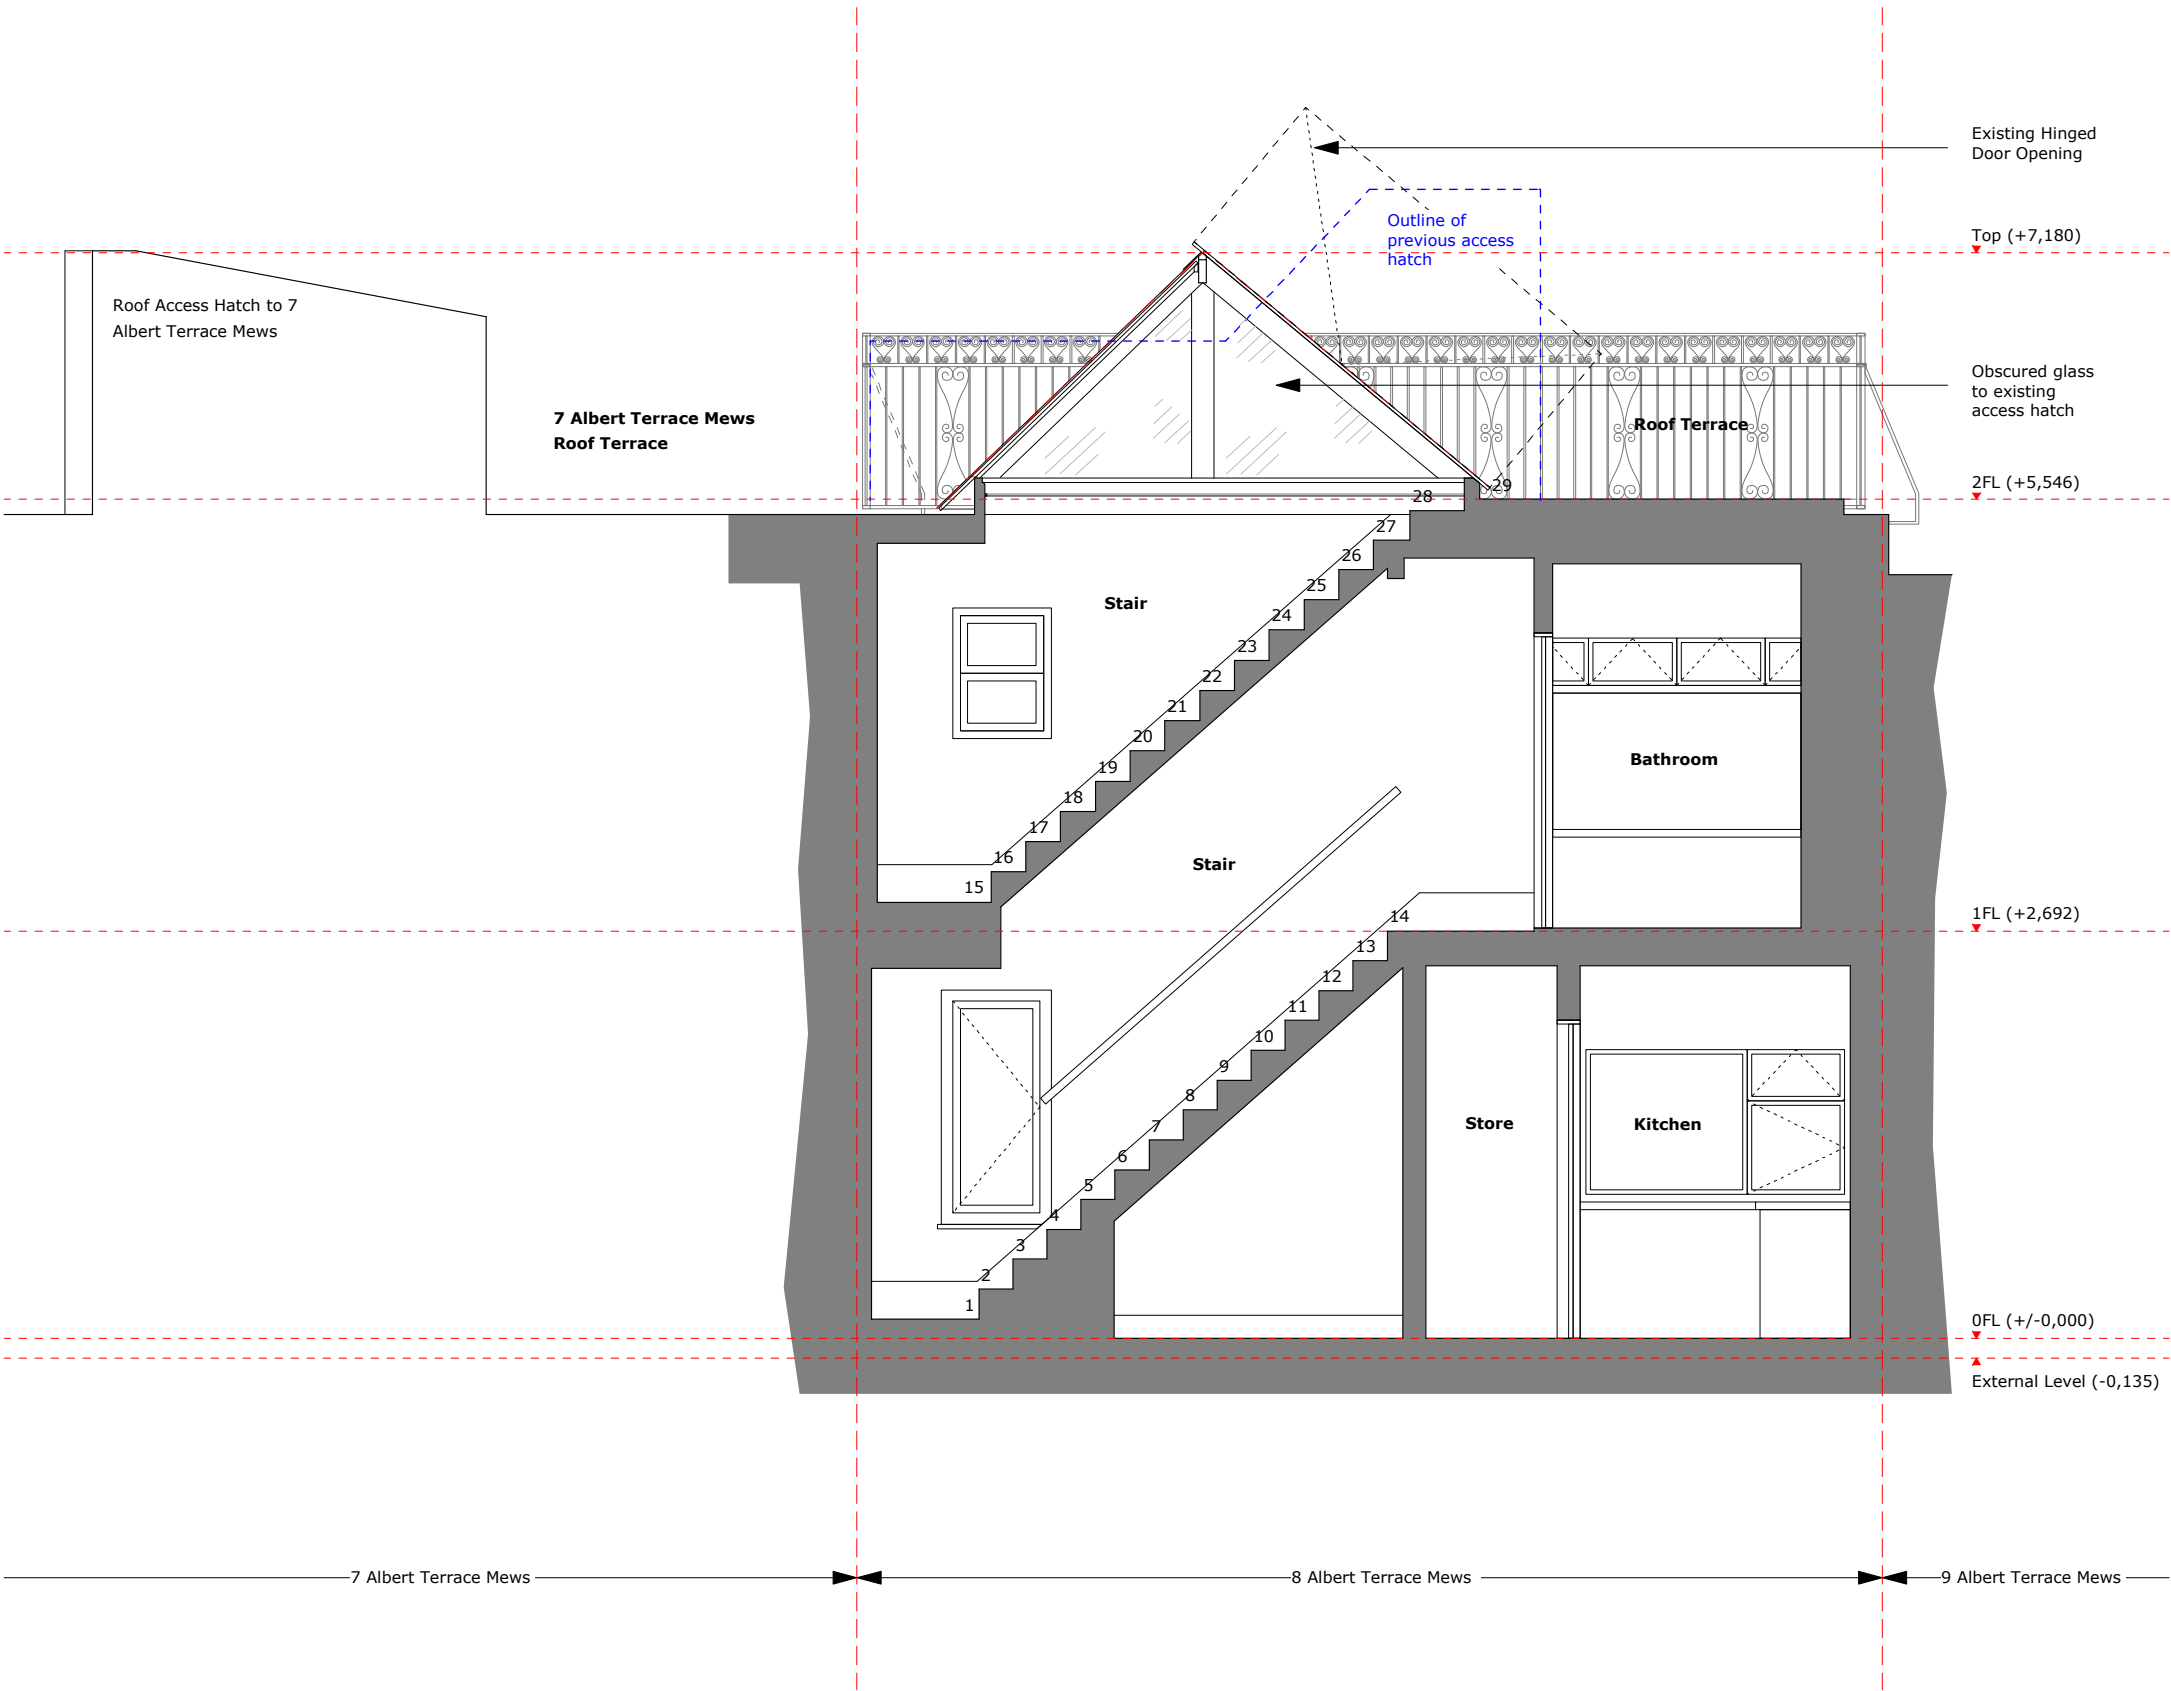 Existing Hinged
Door Opening
Outline of
previous access
hatch
Top (+7,180)
Roof Access Hatch to 7
Albert Terrace Mews
Obscured glass
to existing
access hatch
7 Albert Terrace Mews
Roof Terrace
Roof Terrace
2FL (+5,546)
29
28
27
26
25
24
23
22
21
20
19
18
17
16
15
Stair
Bathroom
Stair
1FL (+2,692)
14
13
12
11
10
9
8
7
6
5
4
3
2
1
Store
Kitchen
0FL (+/-0,000)
External Level (-0,135)
7 Albert Terrace Mews
8 Albert Terrace Mews
9 Albert Terrace Mews